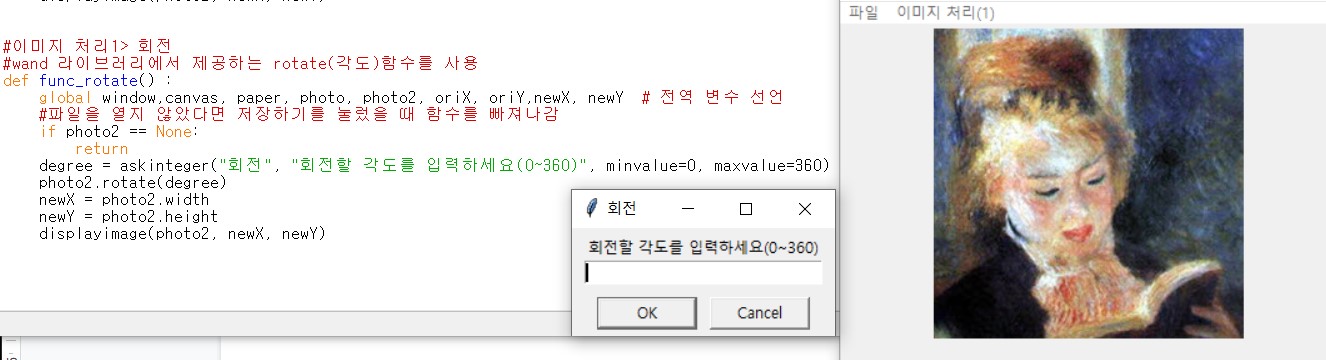 #이미지 처리1> 회전
#wand 라이브러리에서 제공하는 rotate(각도)함수를 사용
def func_rotate() :
global window,canvas, paper, photo, photo2, oriX, oriY,newX, newY # 전역 변수 선언
#파일을 열지 않았다면 저장하기를 눌렀을 때 함수를 빠져나감
if photo2 == None:
return
degree = askinteger("회전", "회전할 각도를 입력하세요(0~360)", minvalue=0, maxvalue=360)
photo2.rotate(degree)
newX = photo2.width
newY = photo2.height
displayimage(photo2, newX, newY)
회전
회전할 각도를 입력하세요(0~360)
OK Cancel
파일 이미지 처리(1)